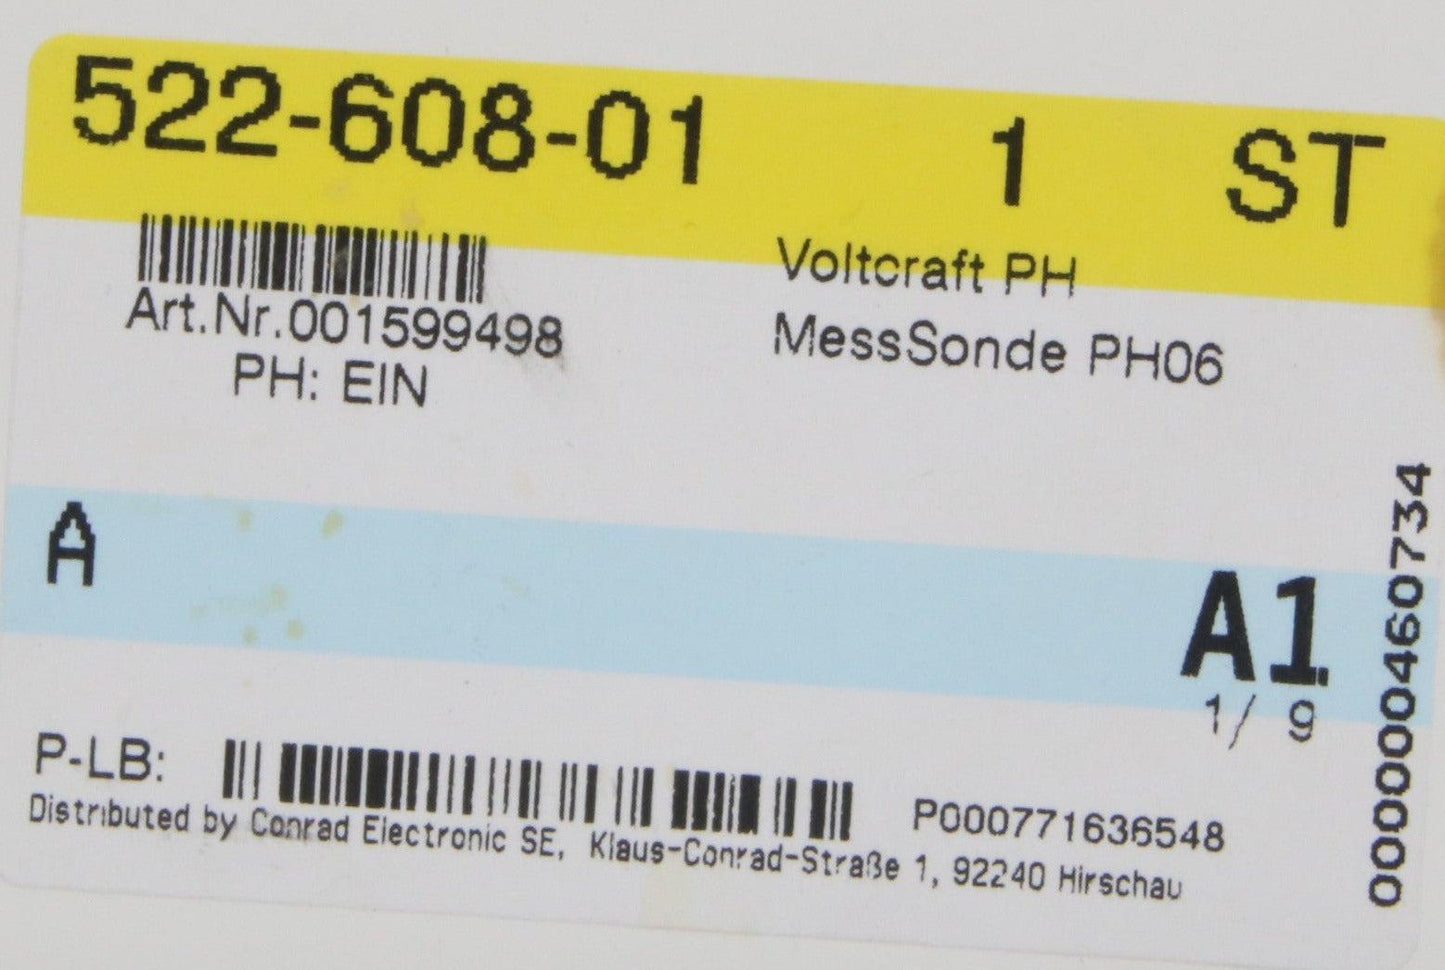 522-608-01 1 ST
Voltcraft PH
Art.Nr.001599498
MessSonde PH06
PH: EIN
A
A1
1/ 9
P-LB:
P000771636548
Distributed by Conrad Electronic SE, Klaus-Conrad-Straße 1, 92240 Hirschau
0000000460734